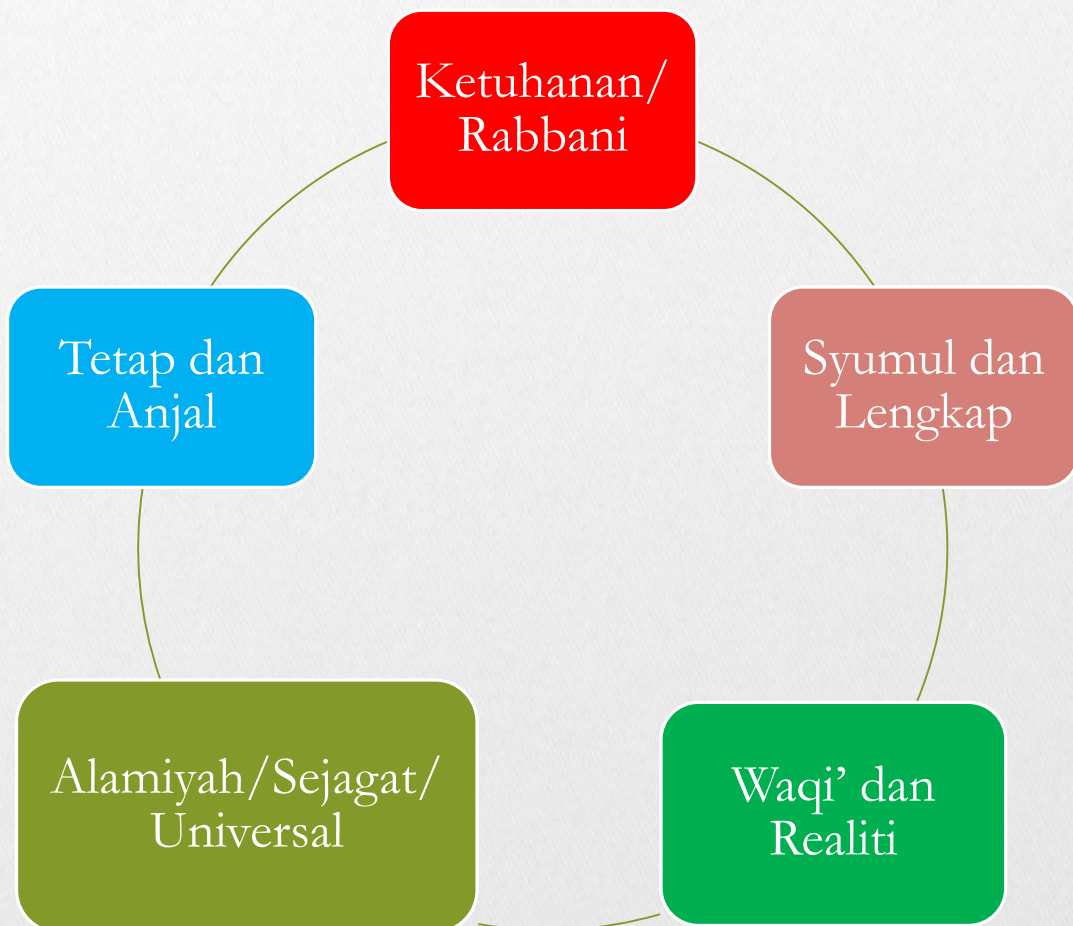 Ketuhanan/
Rabbani
Syumul dan
Lengkap
Waqi’ dan
Realiti
Alamiyah/Sejagat/
Universal
Tetap dan
Anjal